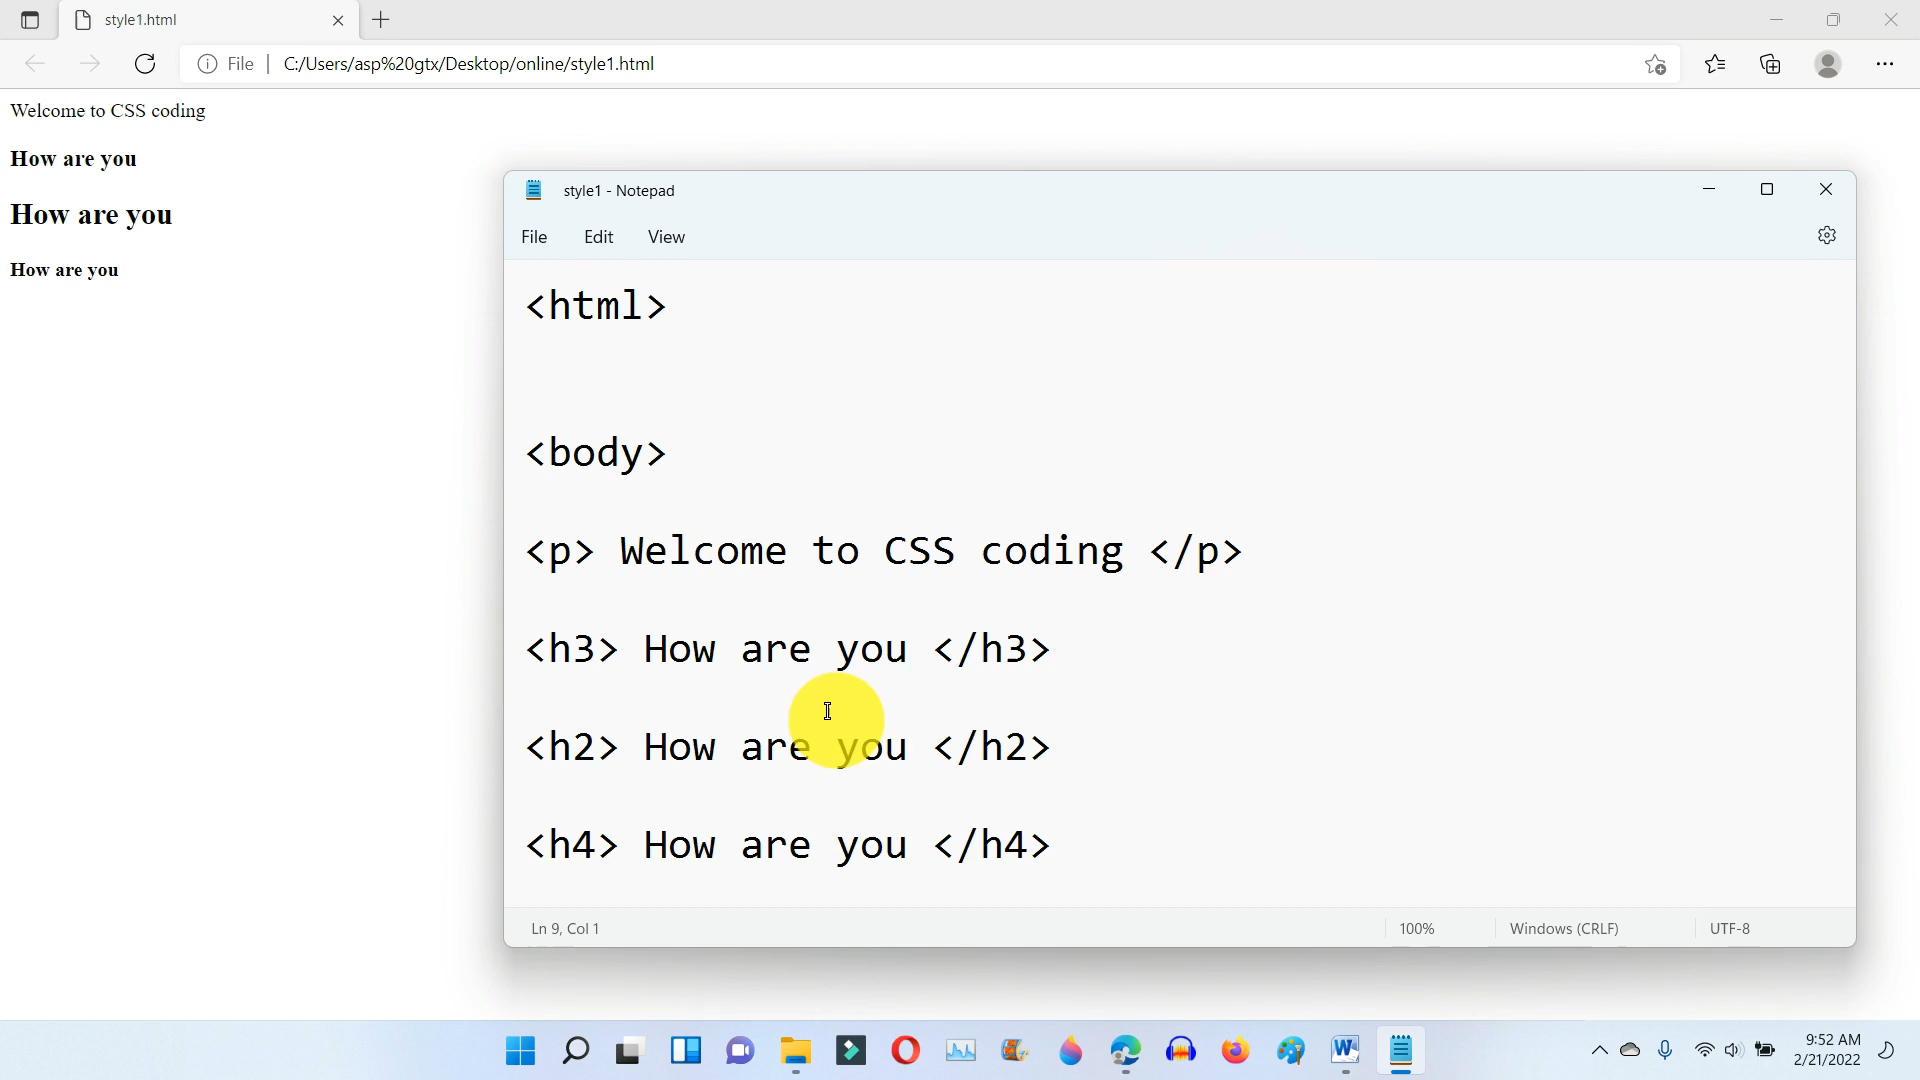 style1.html
File
C:/Users/asp%20gtx/Desktop/online/style1.html
Welcome to CSS coding
How are you
How are you
How are you
style1 - Notepad
File Edit View
<html>
<body>
<p> Welcome to CSS coding </p>
<h3> How are you </h3>
<h2> How are you </h2>
<h4> How are you </h4>
Ln 9, Col 1 100% Windows (CRLF) UTF-8
9:52 AM
2/21/2022